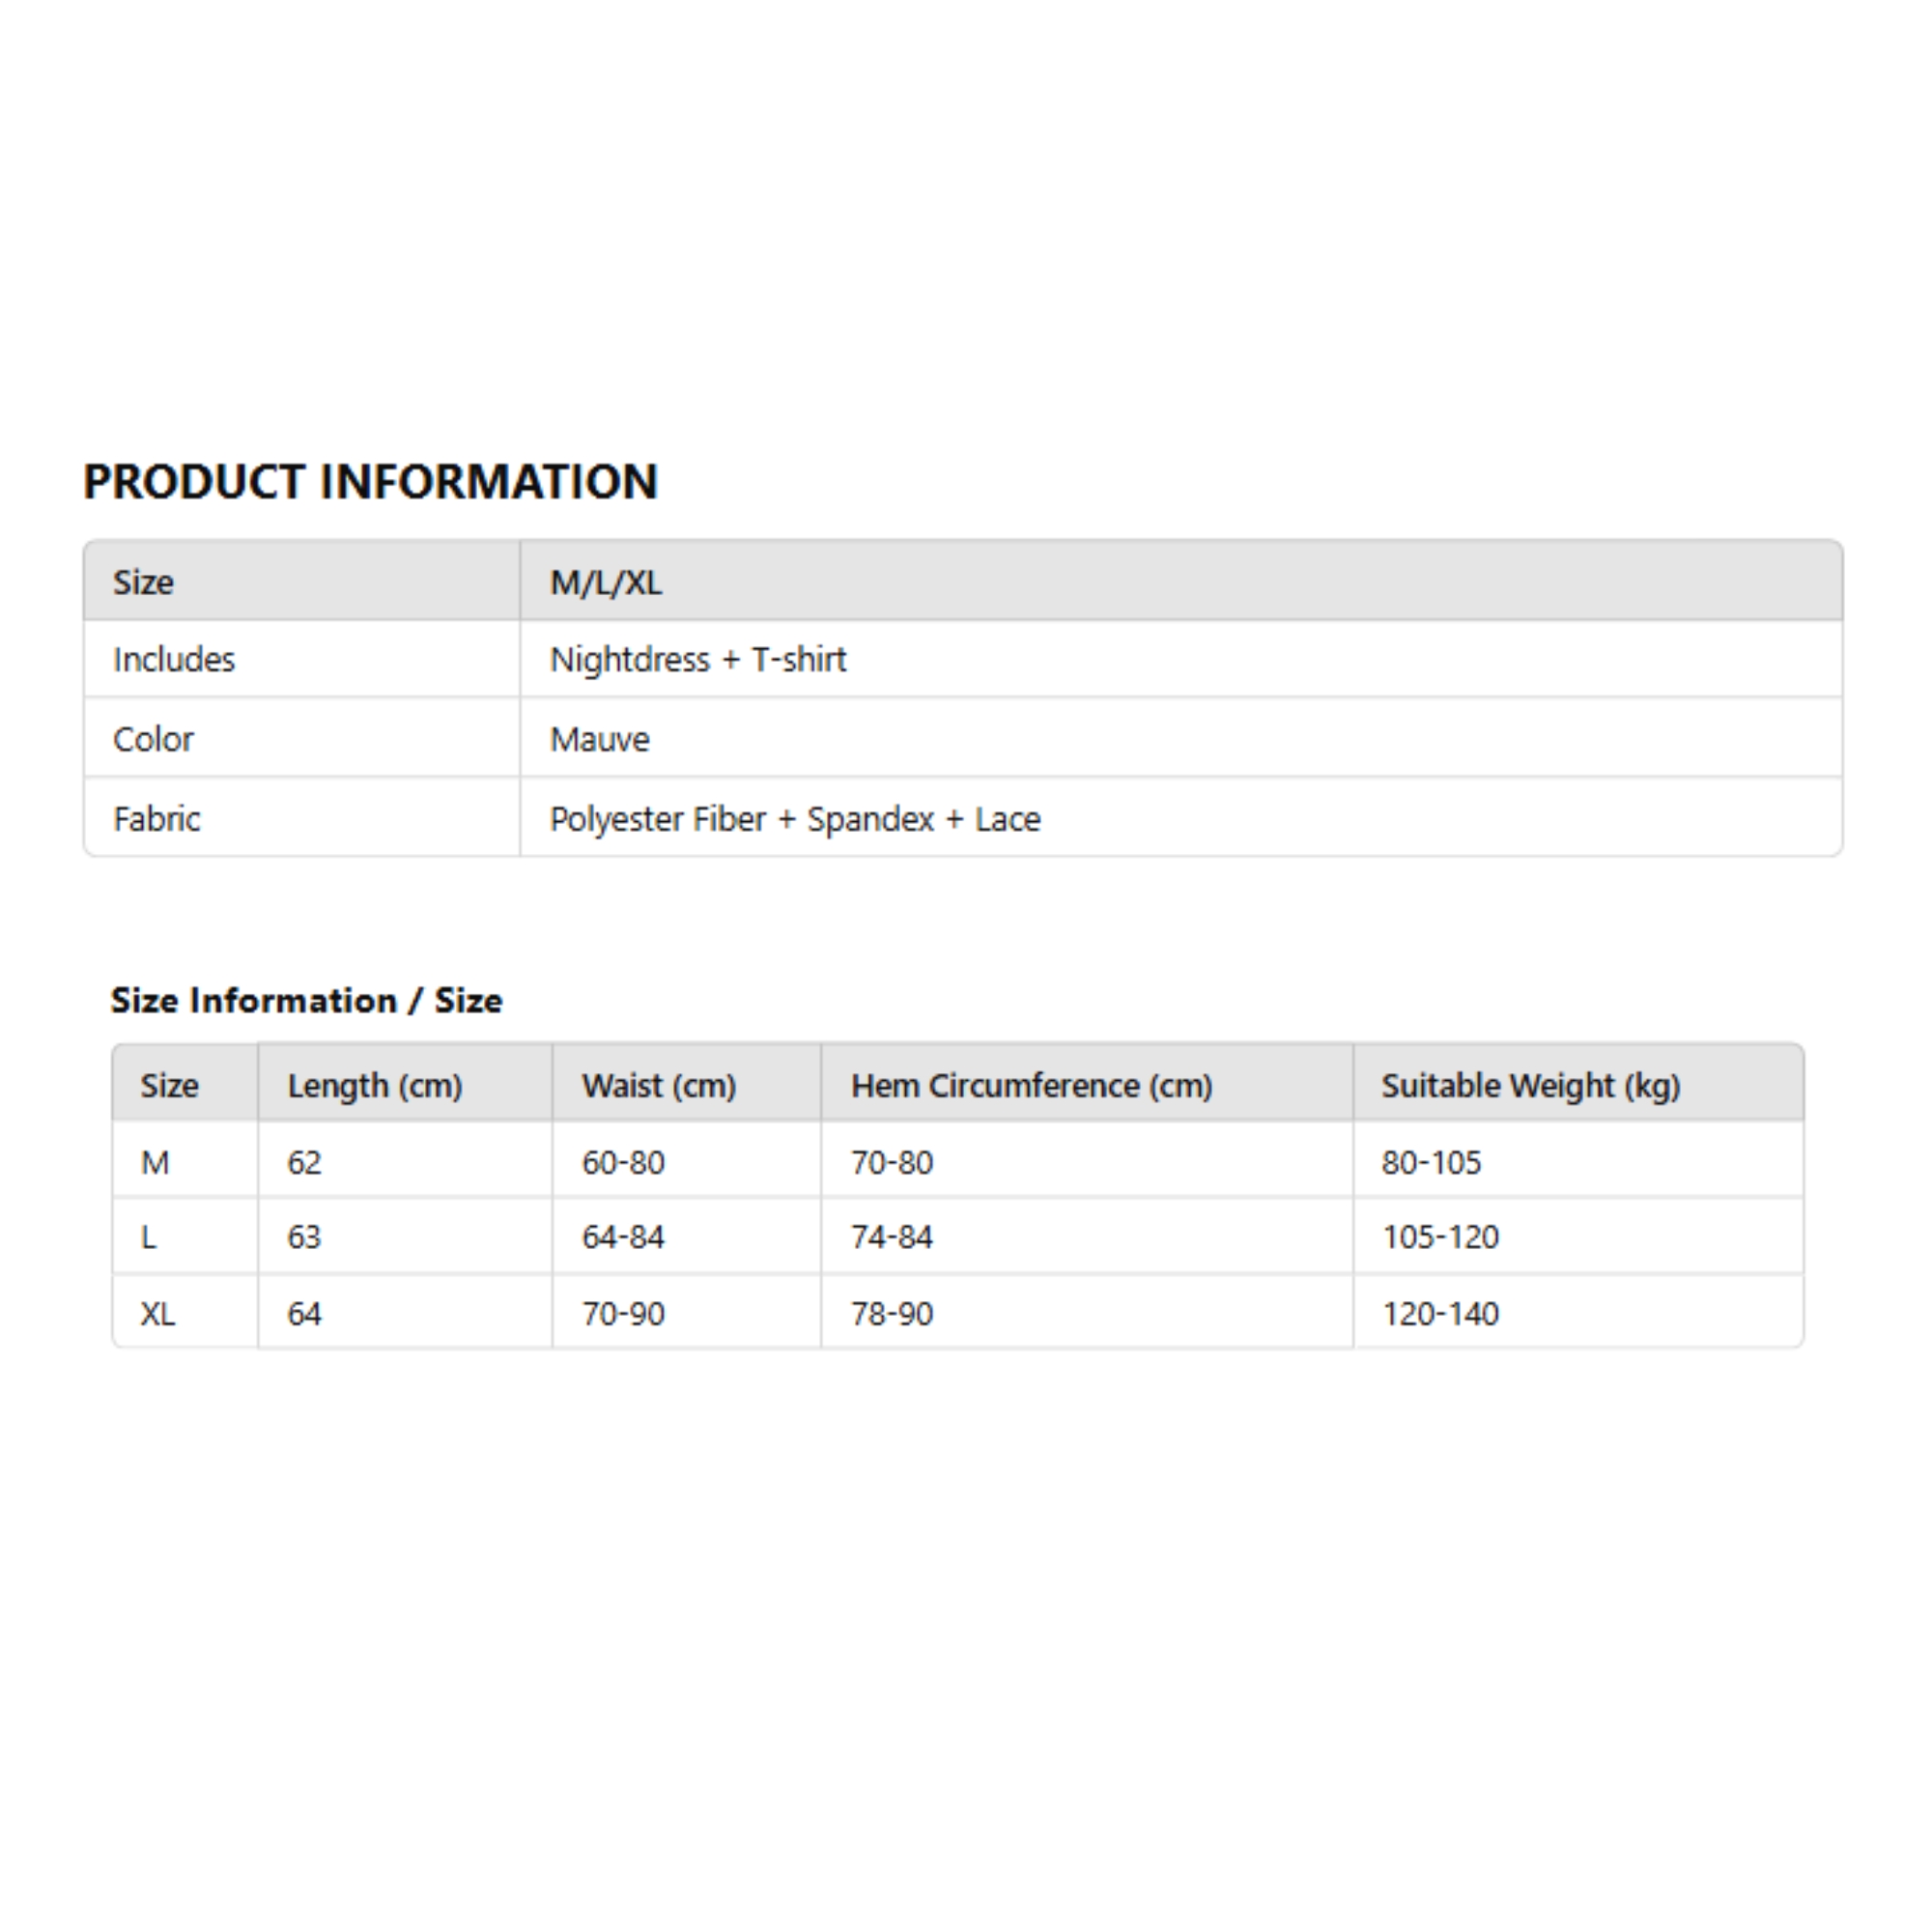 PRODUCT INFORMATION
Size M/L/XL
Includes Nightdress + T-shirt
Color Mauve
Fabric Polyester Fiber + Spandex + Lace
Size Information / Size
Size Length (cm) Waist (cm) Hem Circumference (cm) Suitable Weight (kg)
M 62 60-80 70-80 80-105
L 63 64-84 74-84 105-120
XL 64 70-90 78-90 120-140